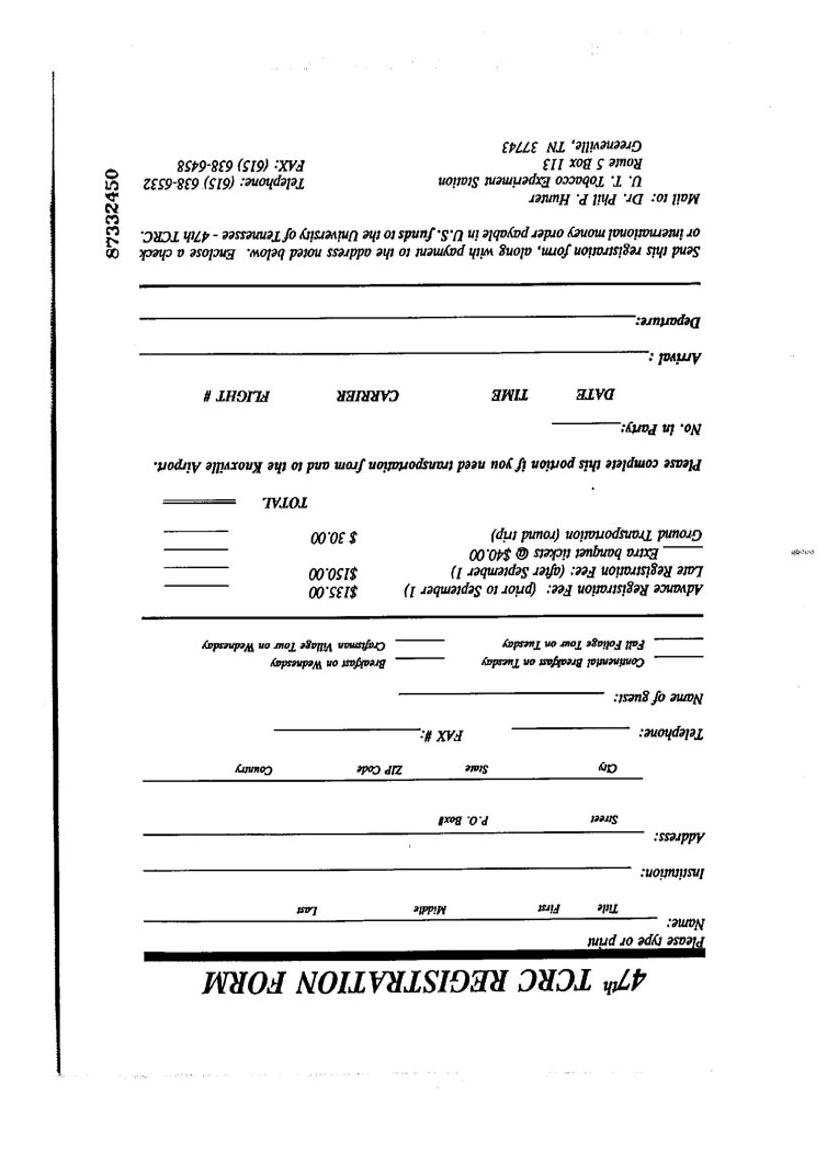 47th TCRC REGISTRATION FORM
Please type or print
Name:
Title First Middle Last
Institution:
Address:
Street P.O. Box#
City State ZIP Code Country
Telephone: FAX #:
Name of guest:
Continental Breakfast on Tuesday Breakfast on Wednesday
Fall Foliage Tour on Tuesday Craftsman Village Tour on Wednesday
Advance Registration Fee: (prior to September 1) $135.00
Late Registration Fee: (after September 1) $150.00
Extra banquet tickets @ $40.00
Ground Transportation (round trip) $ 30.00
TOTAL
Please complete this portion if you need transportation from and to the Knoxville Airport.
No. in Party:
DATE TIME CARRIER FLIGHT #
Arrival :
Departure:
Send this registration form, along with payment to the address noted below. Enclose a check
or international money order payable in U.S. funds to the University of Tennessee - 47th TCRC.
Mail to: Dr. Phil P. Hunter
U. T. Tobacco Experiment Station Telephone: (615) 638-6532
Route 5 Box 113 FAX: (615) 638-6458
Greeneville, TN 37743
87332450